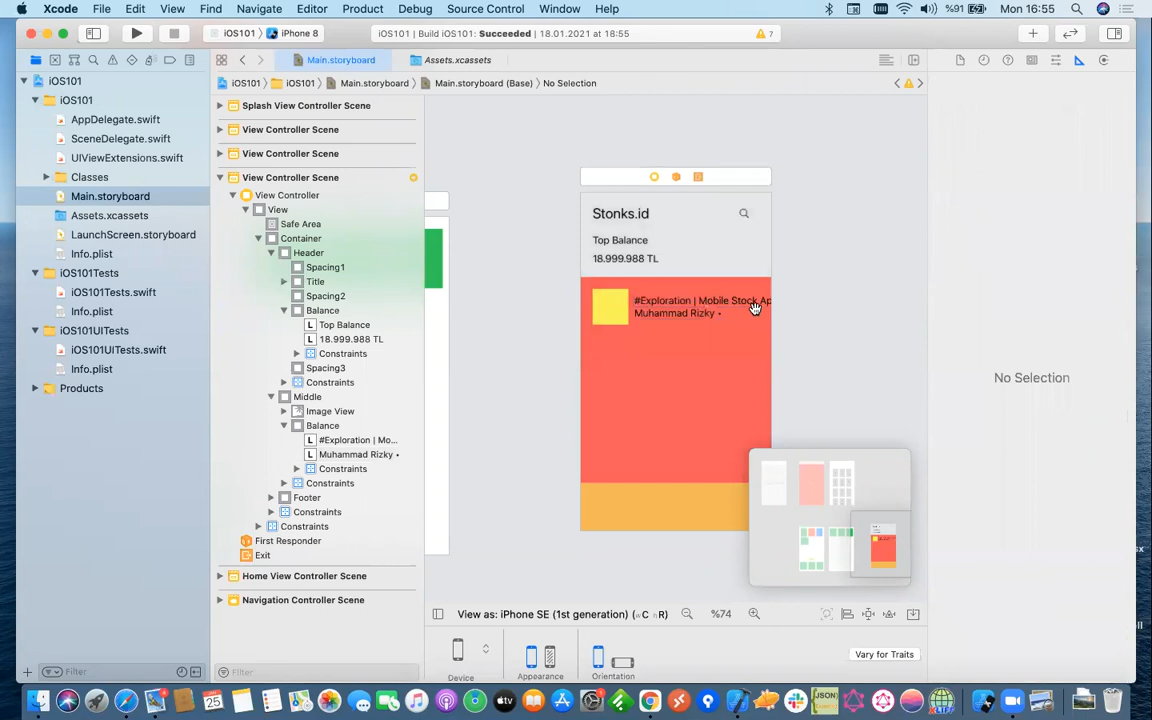 Xcode File Edit View Find Navigate Editor Product Debug Source Control Window Help %91 Mon 16:55
iOS101 iPhone 8 iOS101 | Build iOS101: Succeeded | 18.01.2021 at 18:55 7
Main.storyboard Assets.xcassets
iOS101 iOS101 Main.storyboard Main.storyboard (Base) No Selection
iOS101
iOS101
AppDelegate.swift
SceneDelegate.swift
UIViewExtensions.swift
Classes
Main.storyboard
Assets.xcassets
LaunchScreen.storyboard
Info.plist
iOS101Tests
iOS101Tests.swift
Info.plist
iOS101UITests
iOS101UITests.swift
Info.plist
Products
Filter
Splash View Controller Scene
View Controller Scene
View Controller Scene
View Controller Scene
View Controller
View
Safe Area
Container
Header
Spacing1
Title
Spacing2
Balance
L Top Balance
L 18.999.988 TL
Constraints
Spacing3
Constraints
Middle
Image View
Balance
L #Exploration | Mo...
L Muhammad Rizky •
Constraints
Constraints
Footer
Constraints
Constraints
First Responder
Exit
Home View Controller Scene
Navigation Controller Scene
Filter
Stonks.id
Top Balance
18.999.988 TL
#Exploration | Mobile Stock Ap
Muhammad Rizky •
View as: iPhone SE (1st generation) (wC hR) %74
Device Appearance Orientation
Vary for Traits
No Selection